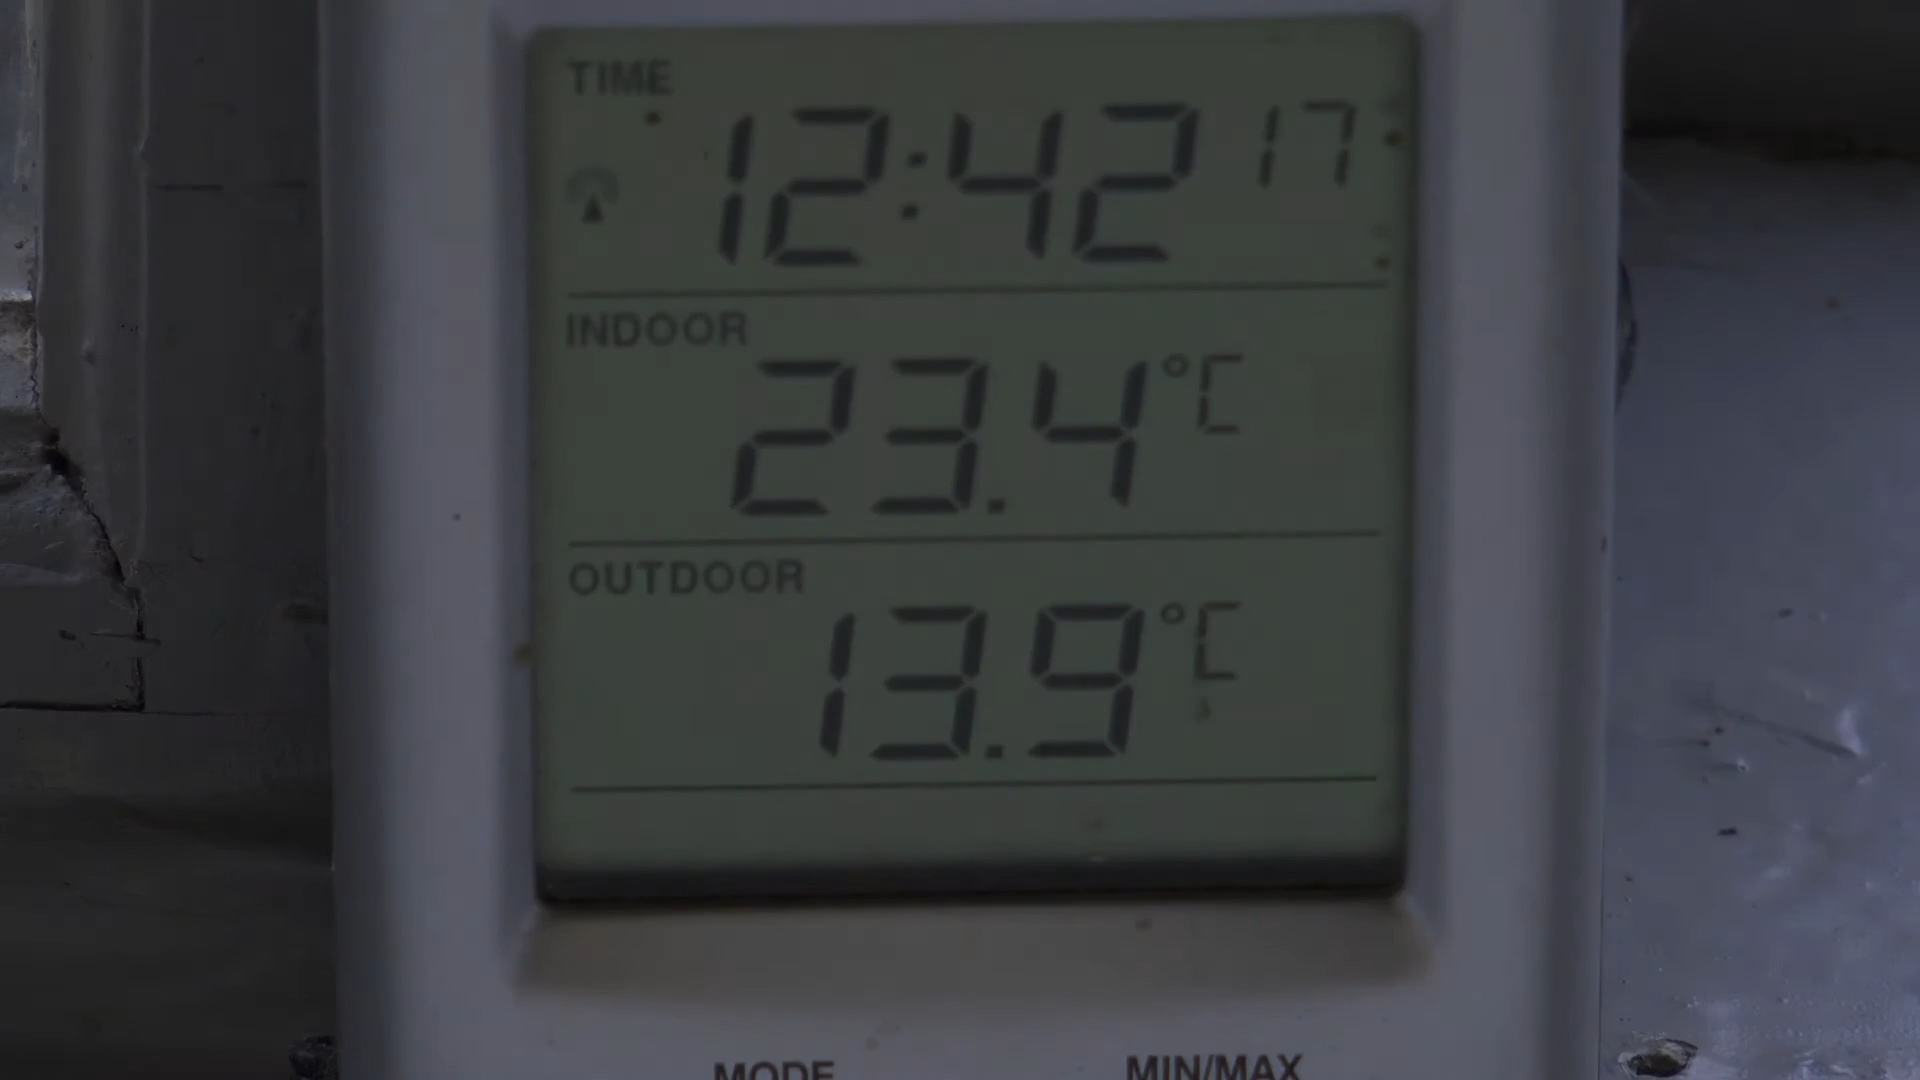 TIME
12:42 17
INDOOR
23.4 °C
OUTDOOR
13.9 °C
MODE MIN/MAX